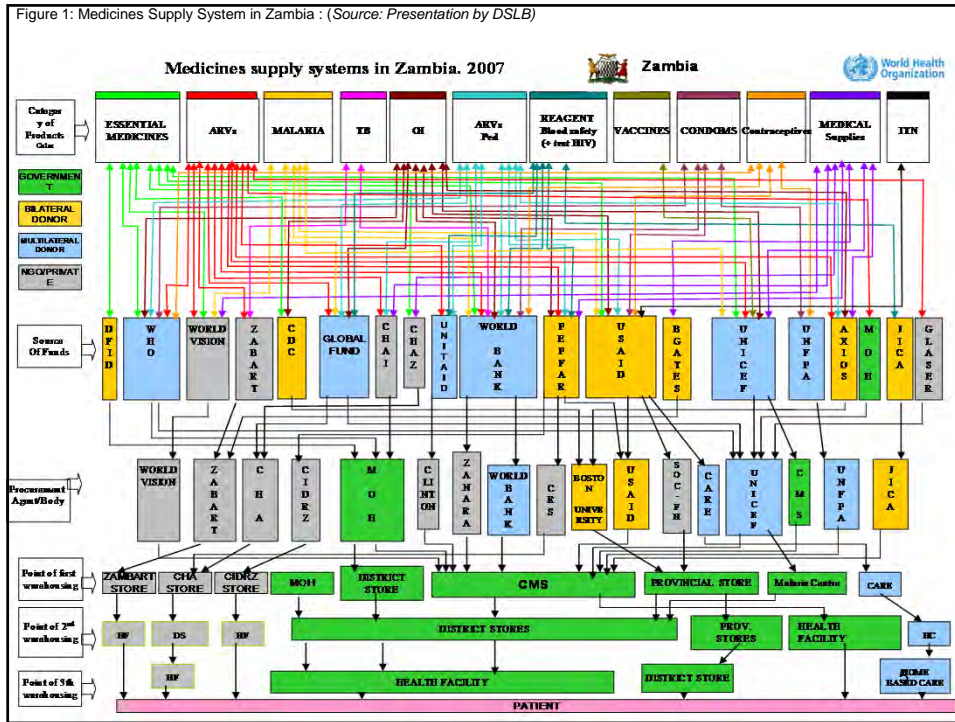 Figure 1: Medicines Supply System in Zambia : (Source: Presentation by DSLB)
Medicines supply systems in Zambia. 2007
Zambia
World Health
Organization
Categor
y of
Products
ESSENTIAL
MEDICINES
ARVs
MALARIA
TB
OI
ARVs
Ped
REAGENT
Blood safety
(+ test HIV)
VACCINES
CONDOMS
Contraceptives
MEDICAL
Supplies
ITN
GOVERNMEN
T
BILATERAL
DONOR
MULTILATERAL
DONOR
NGO/PRIVAT
E
Source
Of Funds
DFID
WHO
WORLD
VISION
ZABART
CDC
GLOBAL
FUND
CHAI
CHAZ
UNITAID
WORLD
BANK
PEPFAR
USAID
BGATES
UNICEF
UNFPA
AXIOS
MOH
JICA
GLASER
Procurement
Agent/Body
WORLD
VISION
ZABART
CHA
CIDRZ
MOH
CLINTON
ZANARA
WORLD
BANK
CRS
BOSTON
UNIVE
RSITY
USAID
SOC-FH
CARE
UNICEF
CMS
UNFPA
JICA
Point of first
warehousing
ZAMBART
STORE
CHA
STORE
CIDRZ
STORE
MOH
DISTRICT
STORE
CMS
PROVINCIAL STORE
Malaria Contro
CARE
Point of 2nd
warehousing
HF
DS
HF
DISTRICT STORES
PROV.
STORES
HEALTH
FACILITY
HC
Point of 3th
warehousing
HF
HEALTH FACILITY
DISTRICT STORE
HOME
BASED CARE
PATIENT